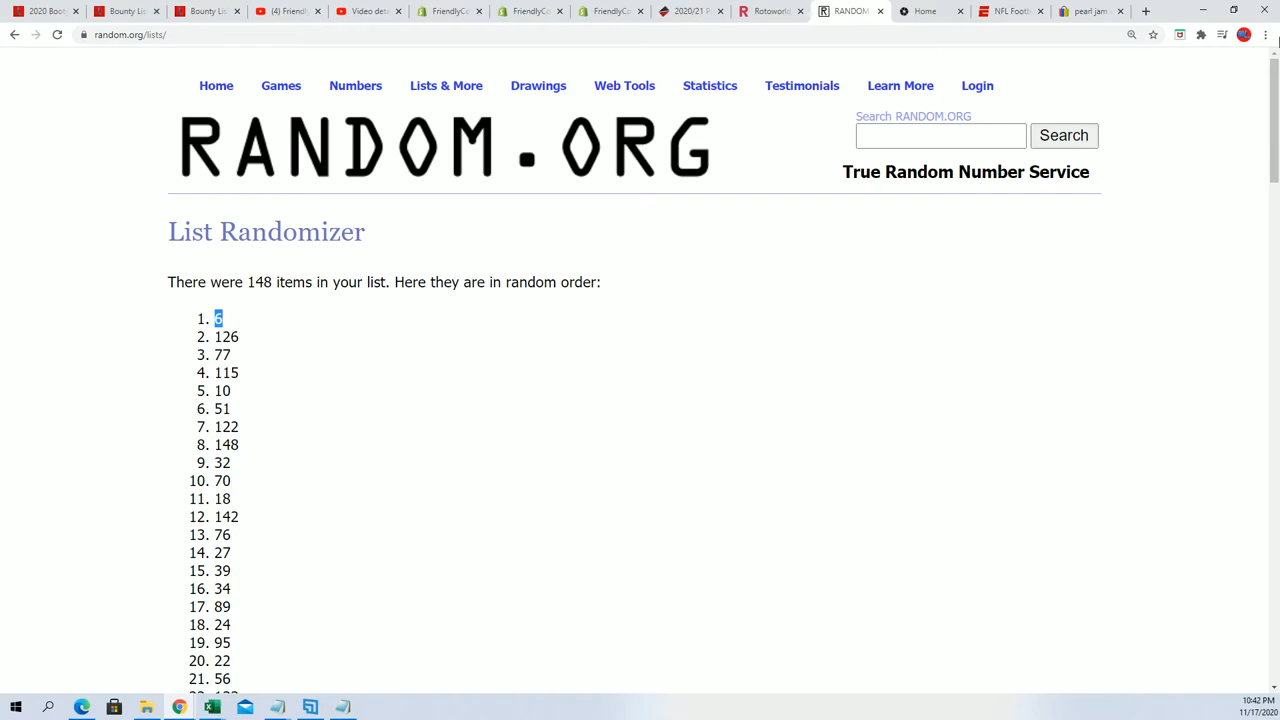 2020 Boot
Bounty Lis
Bounty Lis
(4) Friendl
Video deta
FriendlyCo
FriendlyCo
FriendlyCo
2020/21 P
Rotoworld
RANDOM
Home
NFL Footb
pearl jam
random.org/lists/
Home Games Numbers Lists & More Drawings Web Tools Statistics Testimonials Learn More Login
RANDOM.ORG
Search RANDOM.ORG
Search
True Random Number Service
List Randomizer
There were 148 items in your list. Here they are in random order:
1. 6
2. 126
3. 77
4. 115
5. 10
6. 51
7. 122
8. 148
9. 32
10. 70
11. 18
12. 142
13. 76
14. 27
15. 39
16. 34
17. 89
18. 24
19. 95
20. 22
21. 56
10:42 PM
11/17/2020